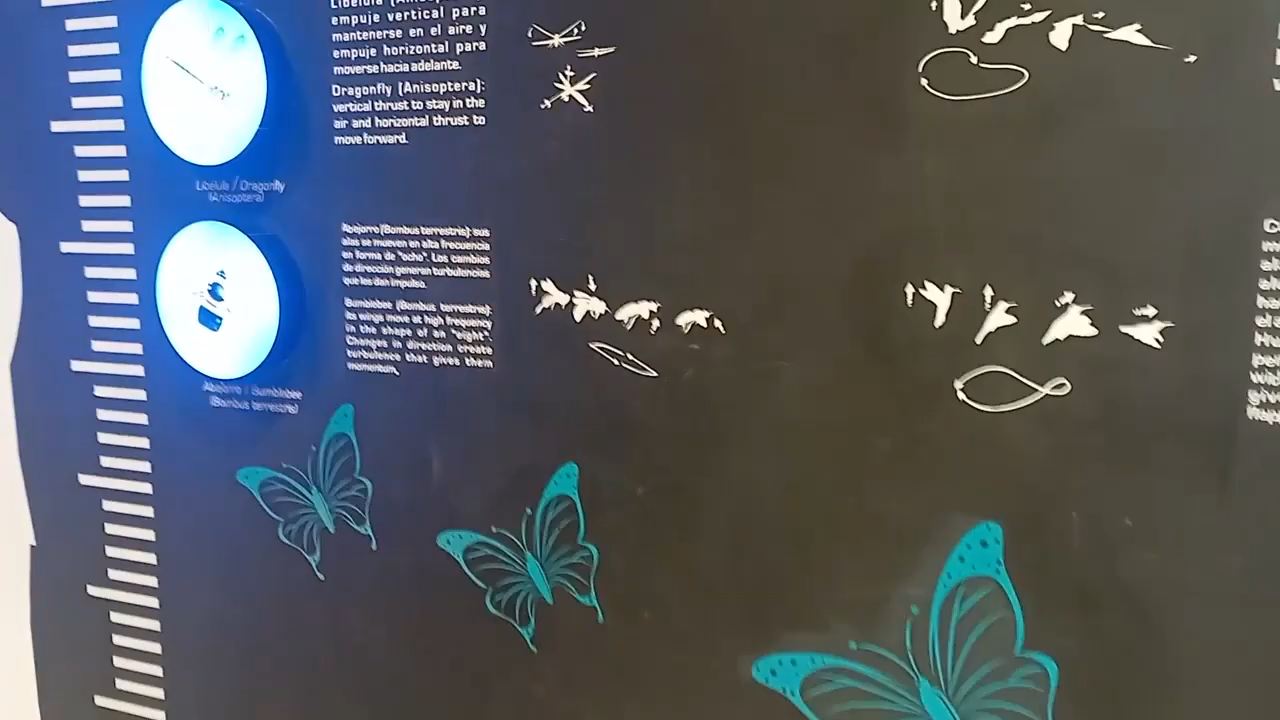 Libélula (Anisoptera):
empuje vertical para
mantenerse en el aire y
empuje horizontal para
moverse hacia adelante.
Dragonfly (Anisoptera):
vertical thrust to stay in the
air and horizontal thrust to
move forward.
Libélula / Dragonfly
(Anisoptera)
Abejorro (Bombus terrestris): sus
alas se mueven en alta frecuencia
en forma de "ocho". Los cambios
de dirección generan turbulencias
que les dan impulso.
Bumblebee (Bombus terrestris):
its wings move at high frequency
in the shape of an "eight".
Changes in direction create
turbulence that gives them
momentum.
Abejorro / Bumblebee
(Bombus terrestris)